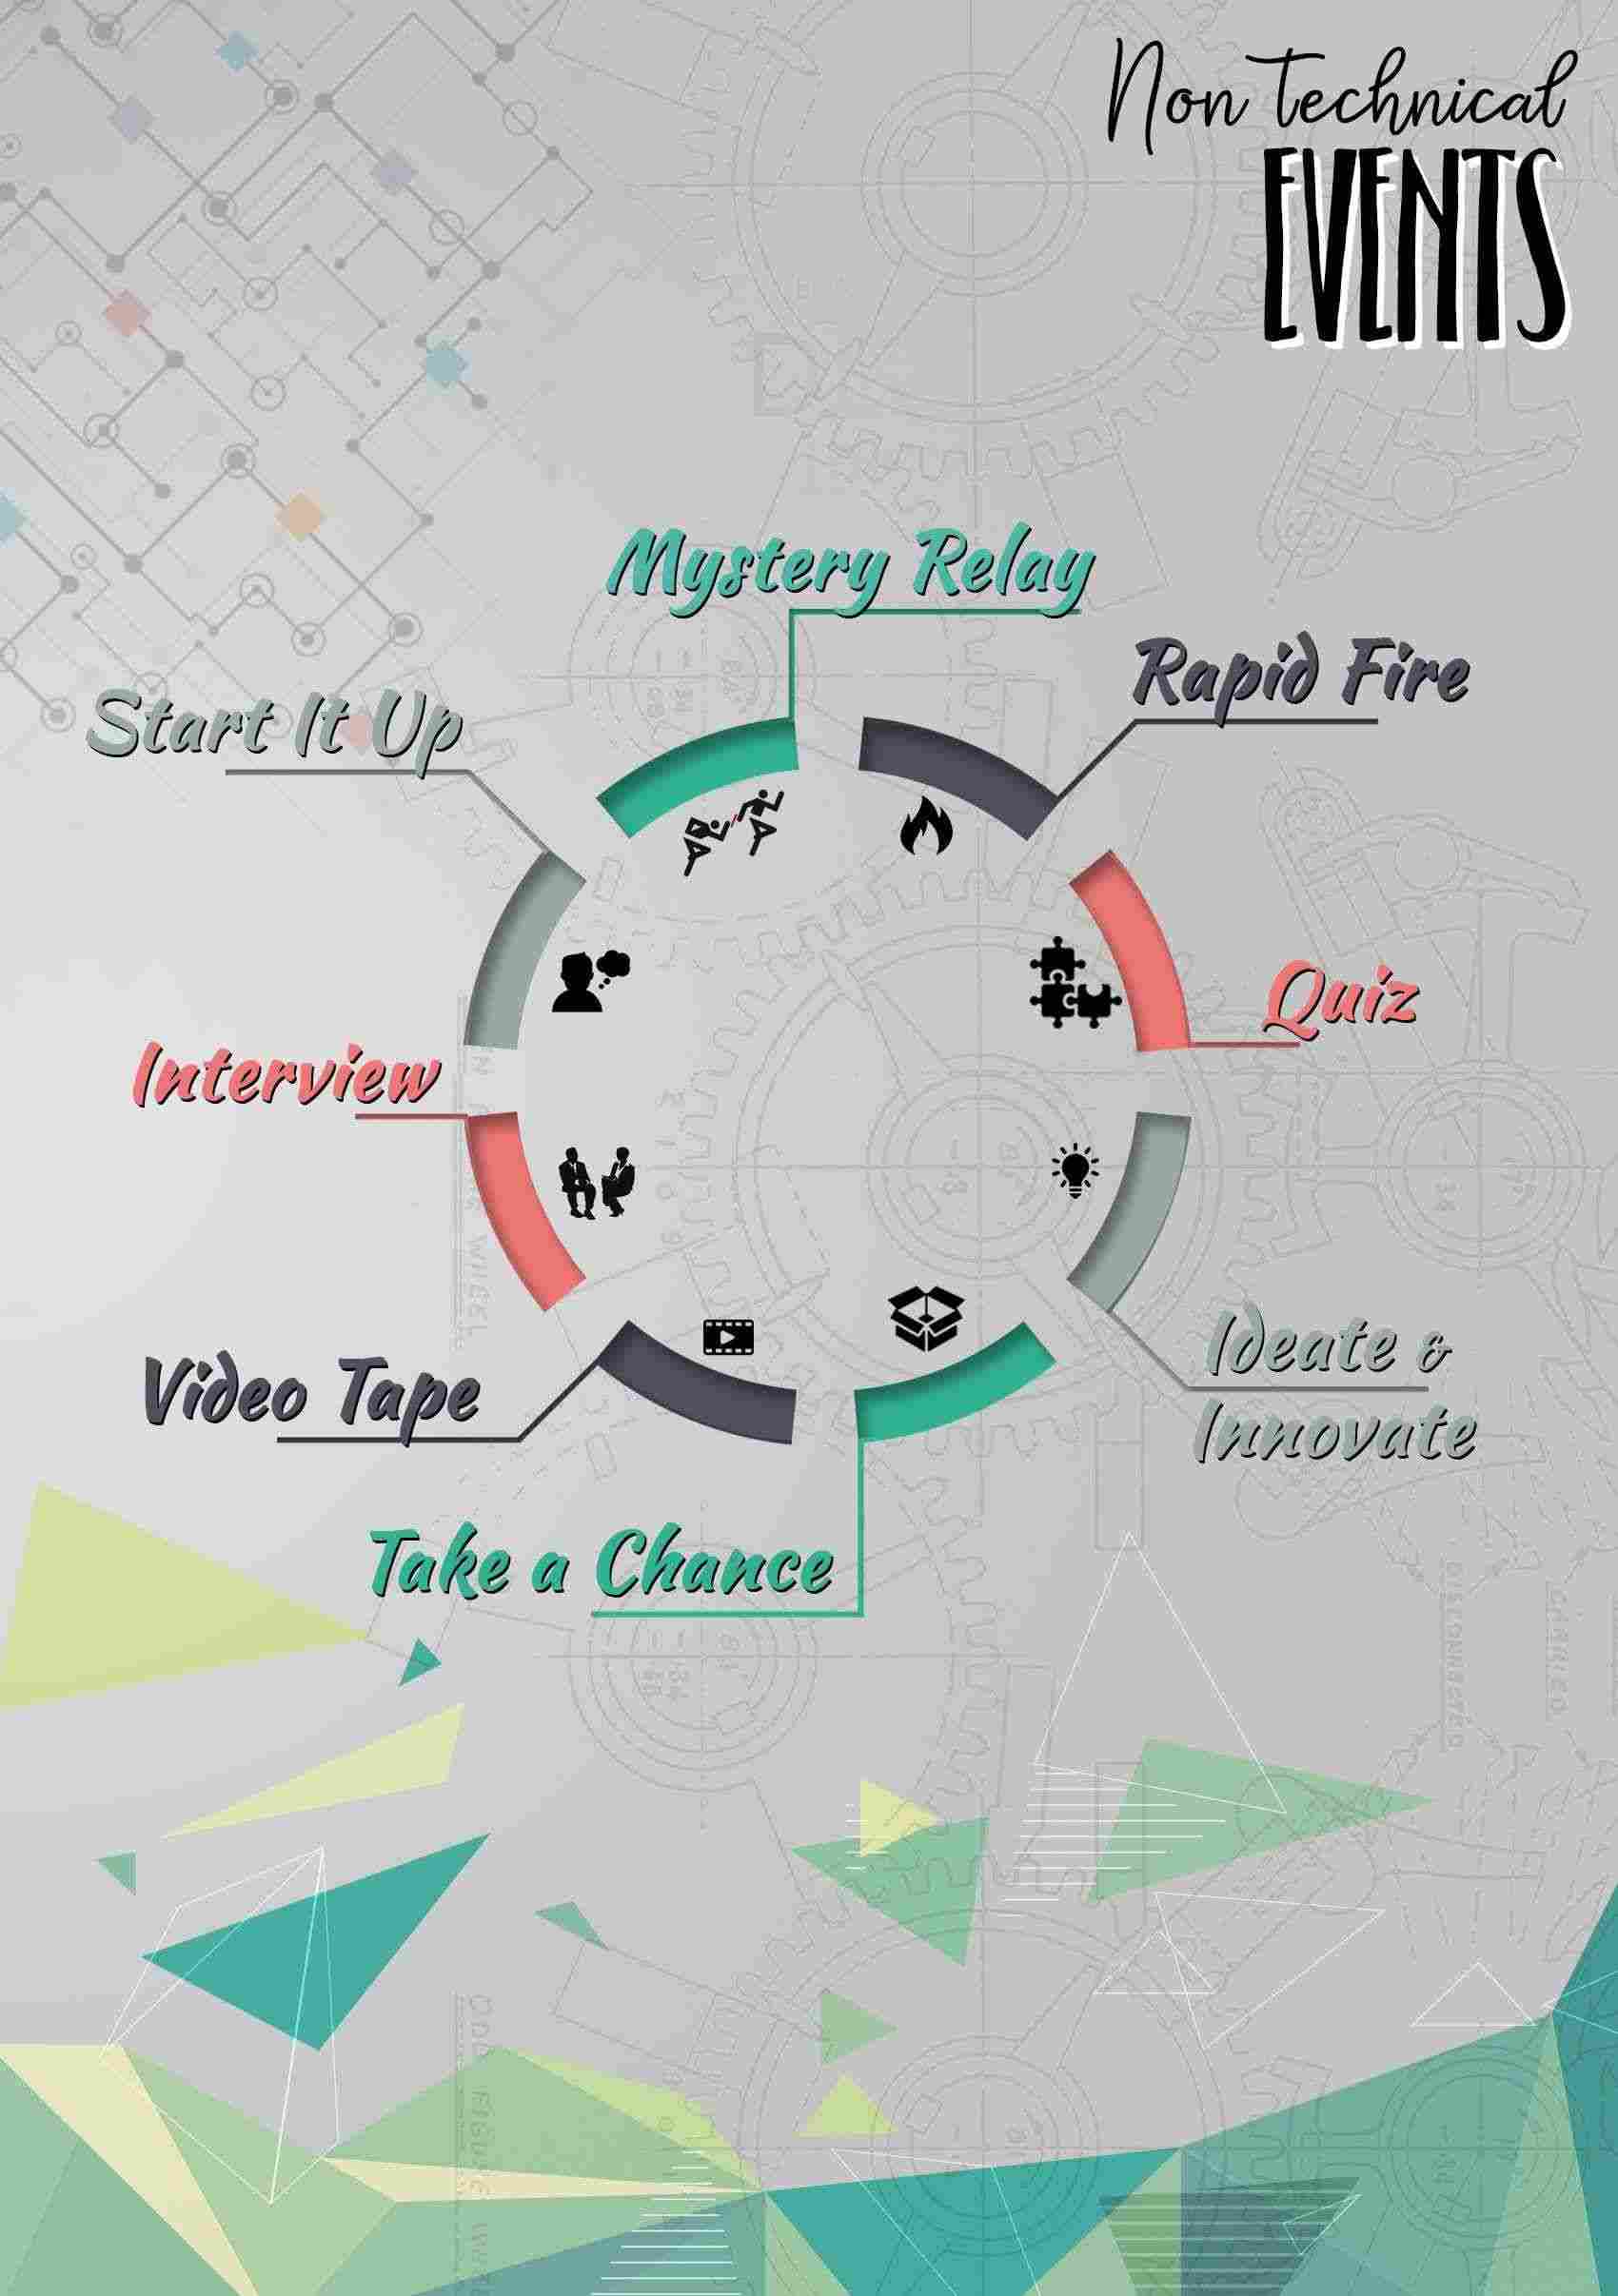 Non Technical
EVENTS
Mystery Relay
Rapid Fire
Start It Up
Quiz
Interview
Ideate &
Innovate
Video Tape
Take a Chance